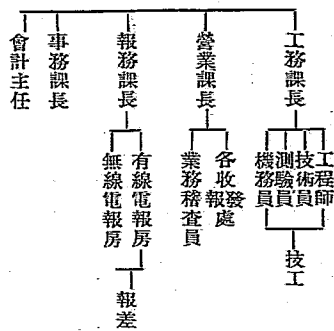 工務課長
工程師
技術員
測驗員
機務員
技工
營業課長
各收發報處
業務稽查員
報務課長
有線電報房
報差
無線電報房
事務課長
會計主任